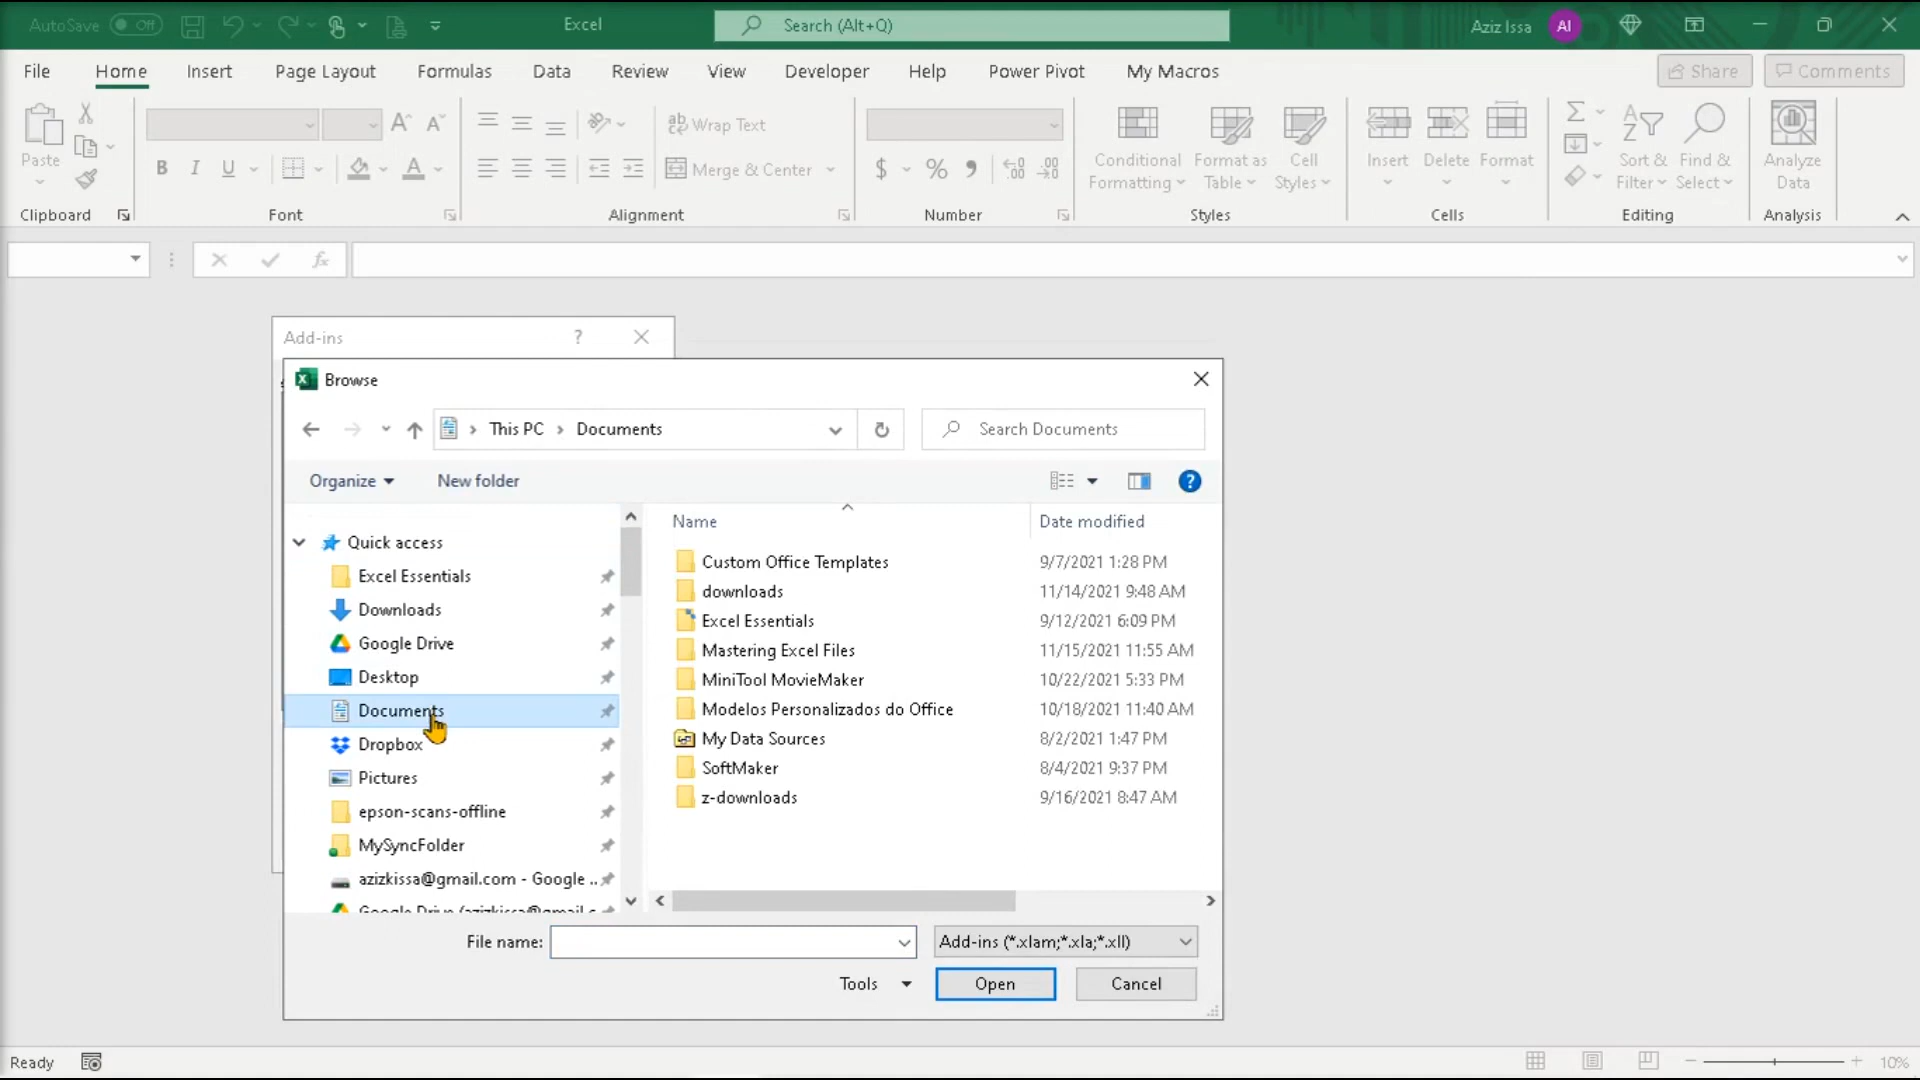 AutoSave Off Excel Search (Alt+Q) Aziz Issa AI
File Home Insert Page Layout Formulas Data Review View Developer Help Power Pivot My Macros Share Comments
Paste
B I U A
ab Wrap Text
Merge & Center
$ % 9
Conditional Formatting
Format as Table
Cell Styles
Insert
Delete
Format
Sort & Filter
Find & Select
Analyze Data
Clipboard Font Alignment Number Styles Cells Editing Analysis
fx
Add-ins ?
Browse
This PC > Documents Search Documents
Organize New folder ?
Name Date modified
Quick access
Excel Essentials
Downloads
Google Drive
Desktop
Documents
Dropbox
Pictures
epson-scans-offline
MySyncFolder
azizkissa@gmail.com - Google ..
Custom Office Templates 9/7/2021 1:28 PM
downloads 11/14/2021 9:48 AM
Excel Essentials 9/12/2021 6:09 PM
Mastering Excel Files 11/15/2021 11:55 AM
MiniTool MovieMaker 10/22/2021 5:33 PM
Modelos Personalizados do Office 10/18/2021 11:40 AM
My Data Sources 8/2/2021 1:47 PM
SoftMaker 8/4/2021 9:37 PM
z-downloads 9/16/2021 8:47 AM
File name: Add-ins (*.xlam;*.xla;*.xll)
Tools Open Cancel
Ready 10%